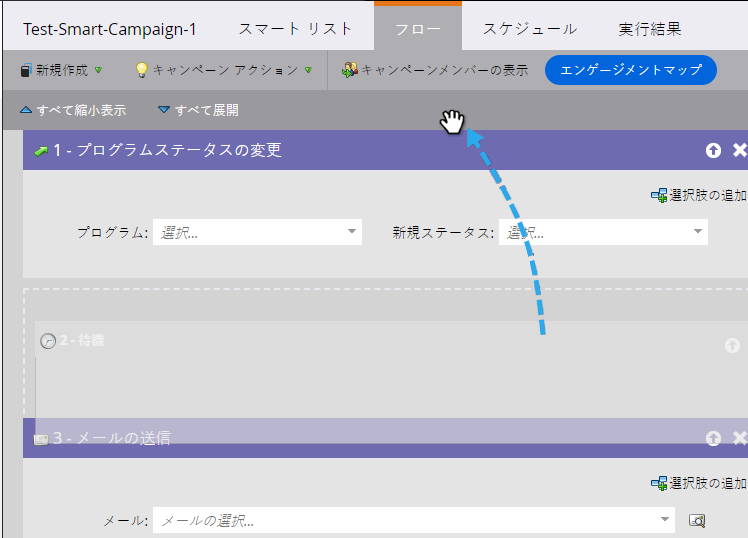 Test-Smart-Campaign-1 スマート リスト フロー スケジュール 実行結果
新規作成 キャンペーン アクション キャンペーンメンバーの表示 エンゲージメントマップ
すべて縮小表示 すべて展開
1 - プログラムステータスの変更
選択肢の追加
プログラム: 選択... 新規ステータス: 選択...
2 - 待機
3 - メールの送信
選択肢の追加
メール: メールの選択...